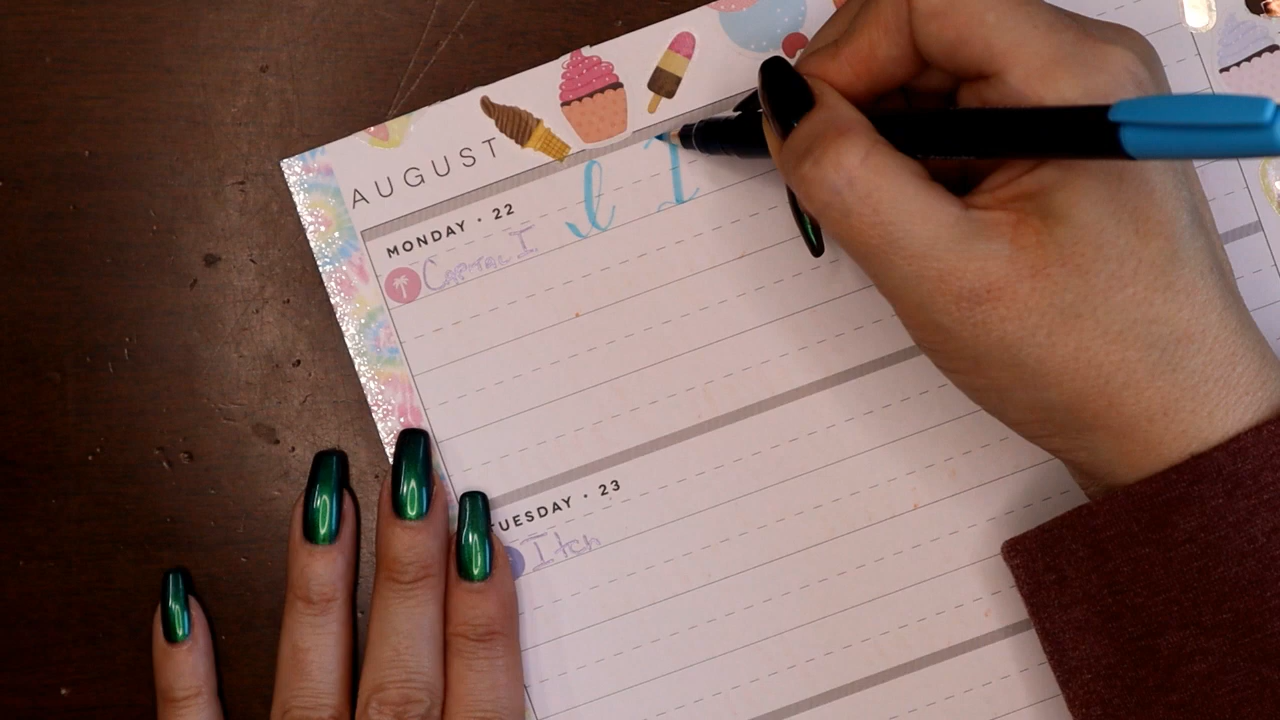 AUGUST
MONDAY · 22
I I
Capital I
TUESDAY · 23
Itch